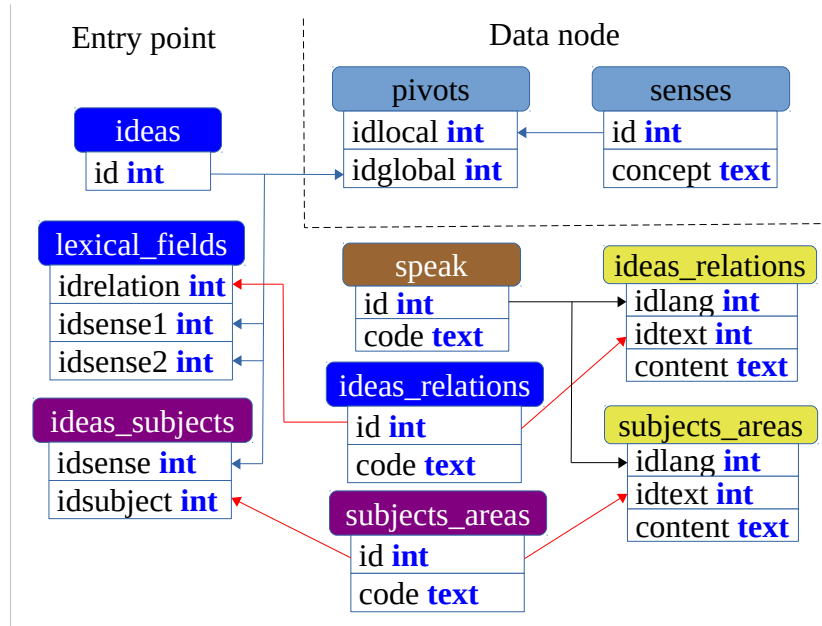 Entry point
Data node
ideas
id int
pivots
idlocal int
idglobal int
senses
id int
concept text
lexical_fields
idrelation int
idsense1 int
idsense2 int
speak
id int
code text
ideas_relations
idlang int
idtext int
content text
ideas_relations
id int
code text
ideas_subjects
idsense int
idsubject int
subjects_areas
idlang int
idtext int
content text
subjects_areas
id int
code text